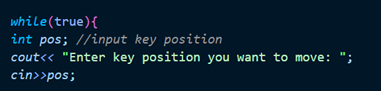 while(true){
int pos; //input key position
cout<< "Enter key position you want to move: ";
cin>>pos;